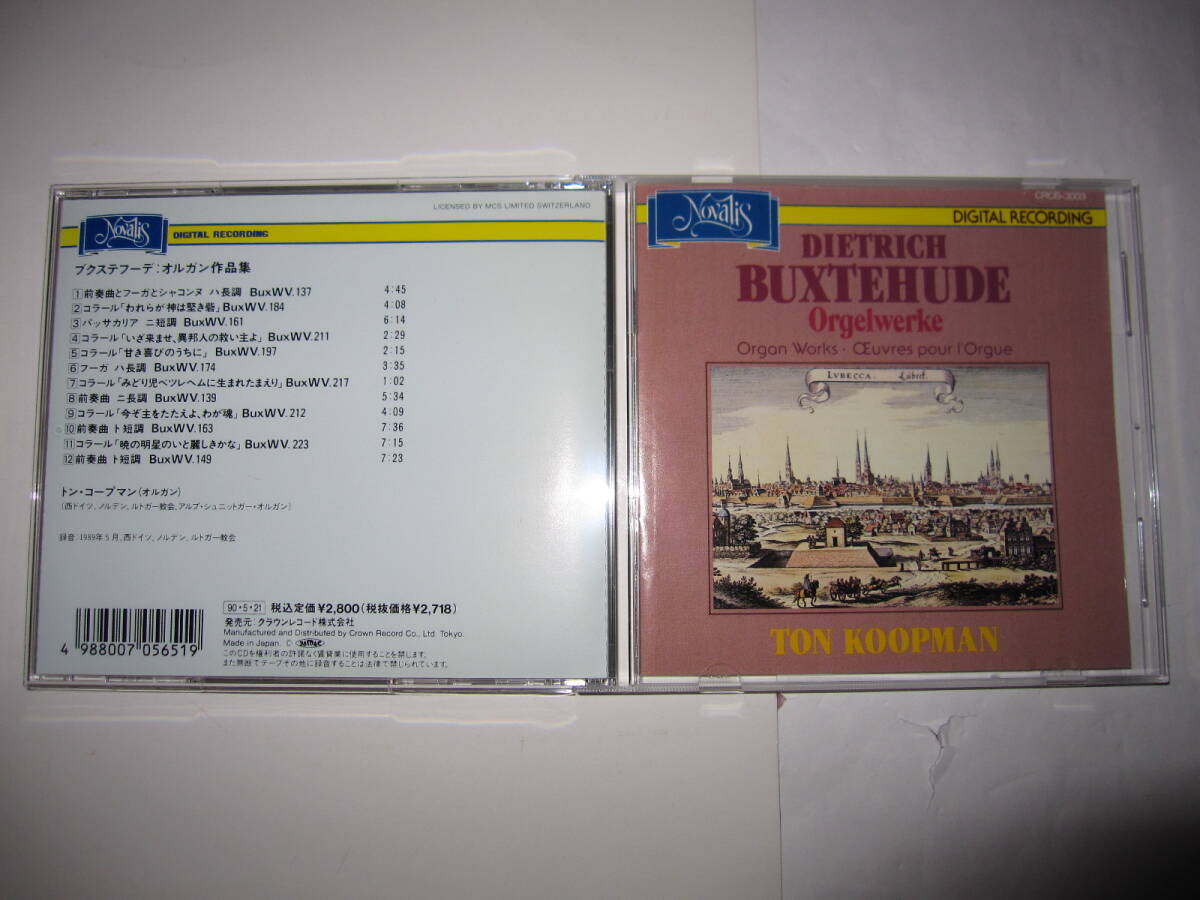 LICENSED BY MCS LIMITED SWITZERLAND
Novalis
DIGITAL RECORDING
ブクステフーデ:オルガン作品集
1 前奏曲とフーガとシャコンヌ ハ長調 BuxWV.137 4:45
2 コラール「われらが神は堅き砦」BuxWV.184 4:08
3 パッサカリア ニ短調 BuxWV.161 6:14
4 コラール「いざ来ませ、異邦人の救い主よ」BuxWV.211 2:29
5 コラール「甘き喜びのうちに」BuxWV.197 2:15
6 フーガ ハ長調 BuxWV.174 3:35
7 コラール「みどり児ベツレヘムに生まれたまえり」BuxWV.217 1:02
8 前奏曲 ニ長調 BuxWV.139 5:34
9 コラール「今ぞ主をたたえよ、わが魂」BuxWV.212 4:09
10 前奏曲 ト短調 BuxWV.163 7:36
11 コラール「暁の明星のいと麗しきかな」BuxWV.223 7:15
12 前奏曲 ト短調 BuxWV.149 7:23
トン・コープマン(オルガン)
(西ドイツ、ノルデン、ルトガー教会、アルプ・シュニットガー・オルガン)
録音:1989年5月、西ドイツ、ノルデン、ルトガー教会
4 988007 056519
90・5・21 税込定価¥2,800(税抜価格¥2,718)
発売元:クラウンレコード株式会社
Manufactured and Distributed by Crown Record Co., Ltd. Tokyo.
Made in Japan.
このCDを権利者の許諾なく賃貸業に使用することを禁じます。
また無断でテープその他に録音することは法律で禁じられています。
CRCB-3003
Novalis
DIGITAL RECORDING
DIETRICH
BUXTEHUDE
Orgelwerke
Organ Works · Œuvres pour l'Orgue
LVBECCA. Lübeck.
TON KOOPMAN